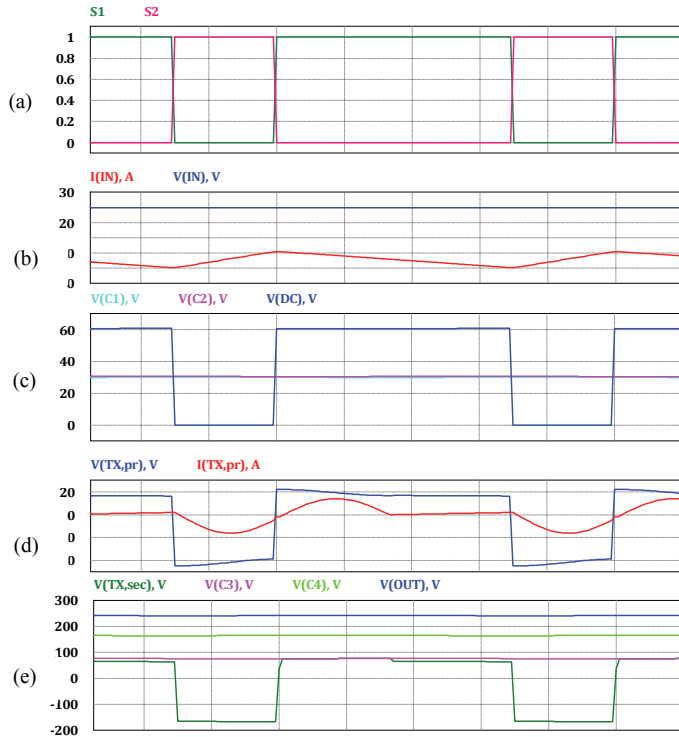 S1 S2
1
0.8
0.6
(a)
0.4
0.2
0
I(IN), A V(IN), V
30
20
(b)
0
0
V(C1), V V(C2), V V(DC), V
60
40
(c)
20
0
V(TX,pr), V I(TX,pr), A
20
0
(d)
0
V(TX,sec), V V(C3), V V(C4), V V(OUT), V
300
200
100
(e)
0
-100
-200